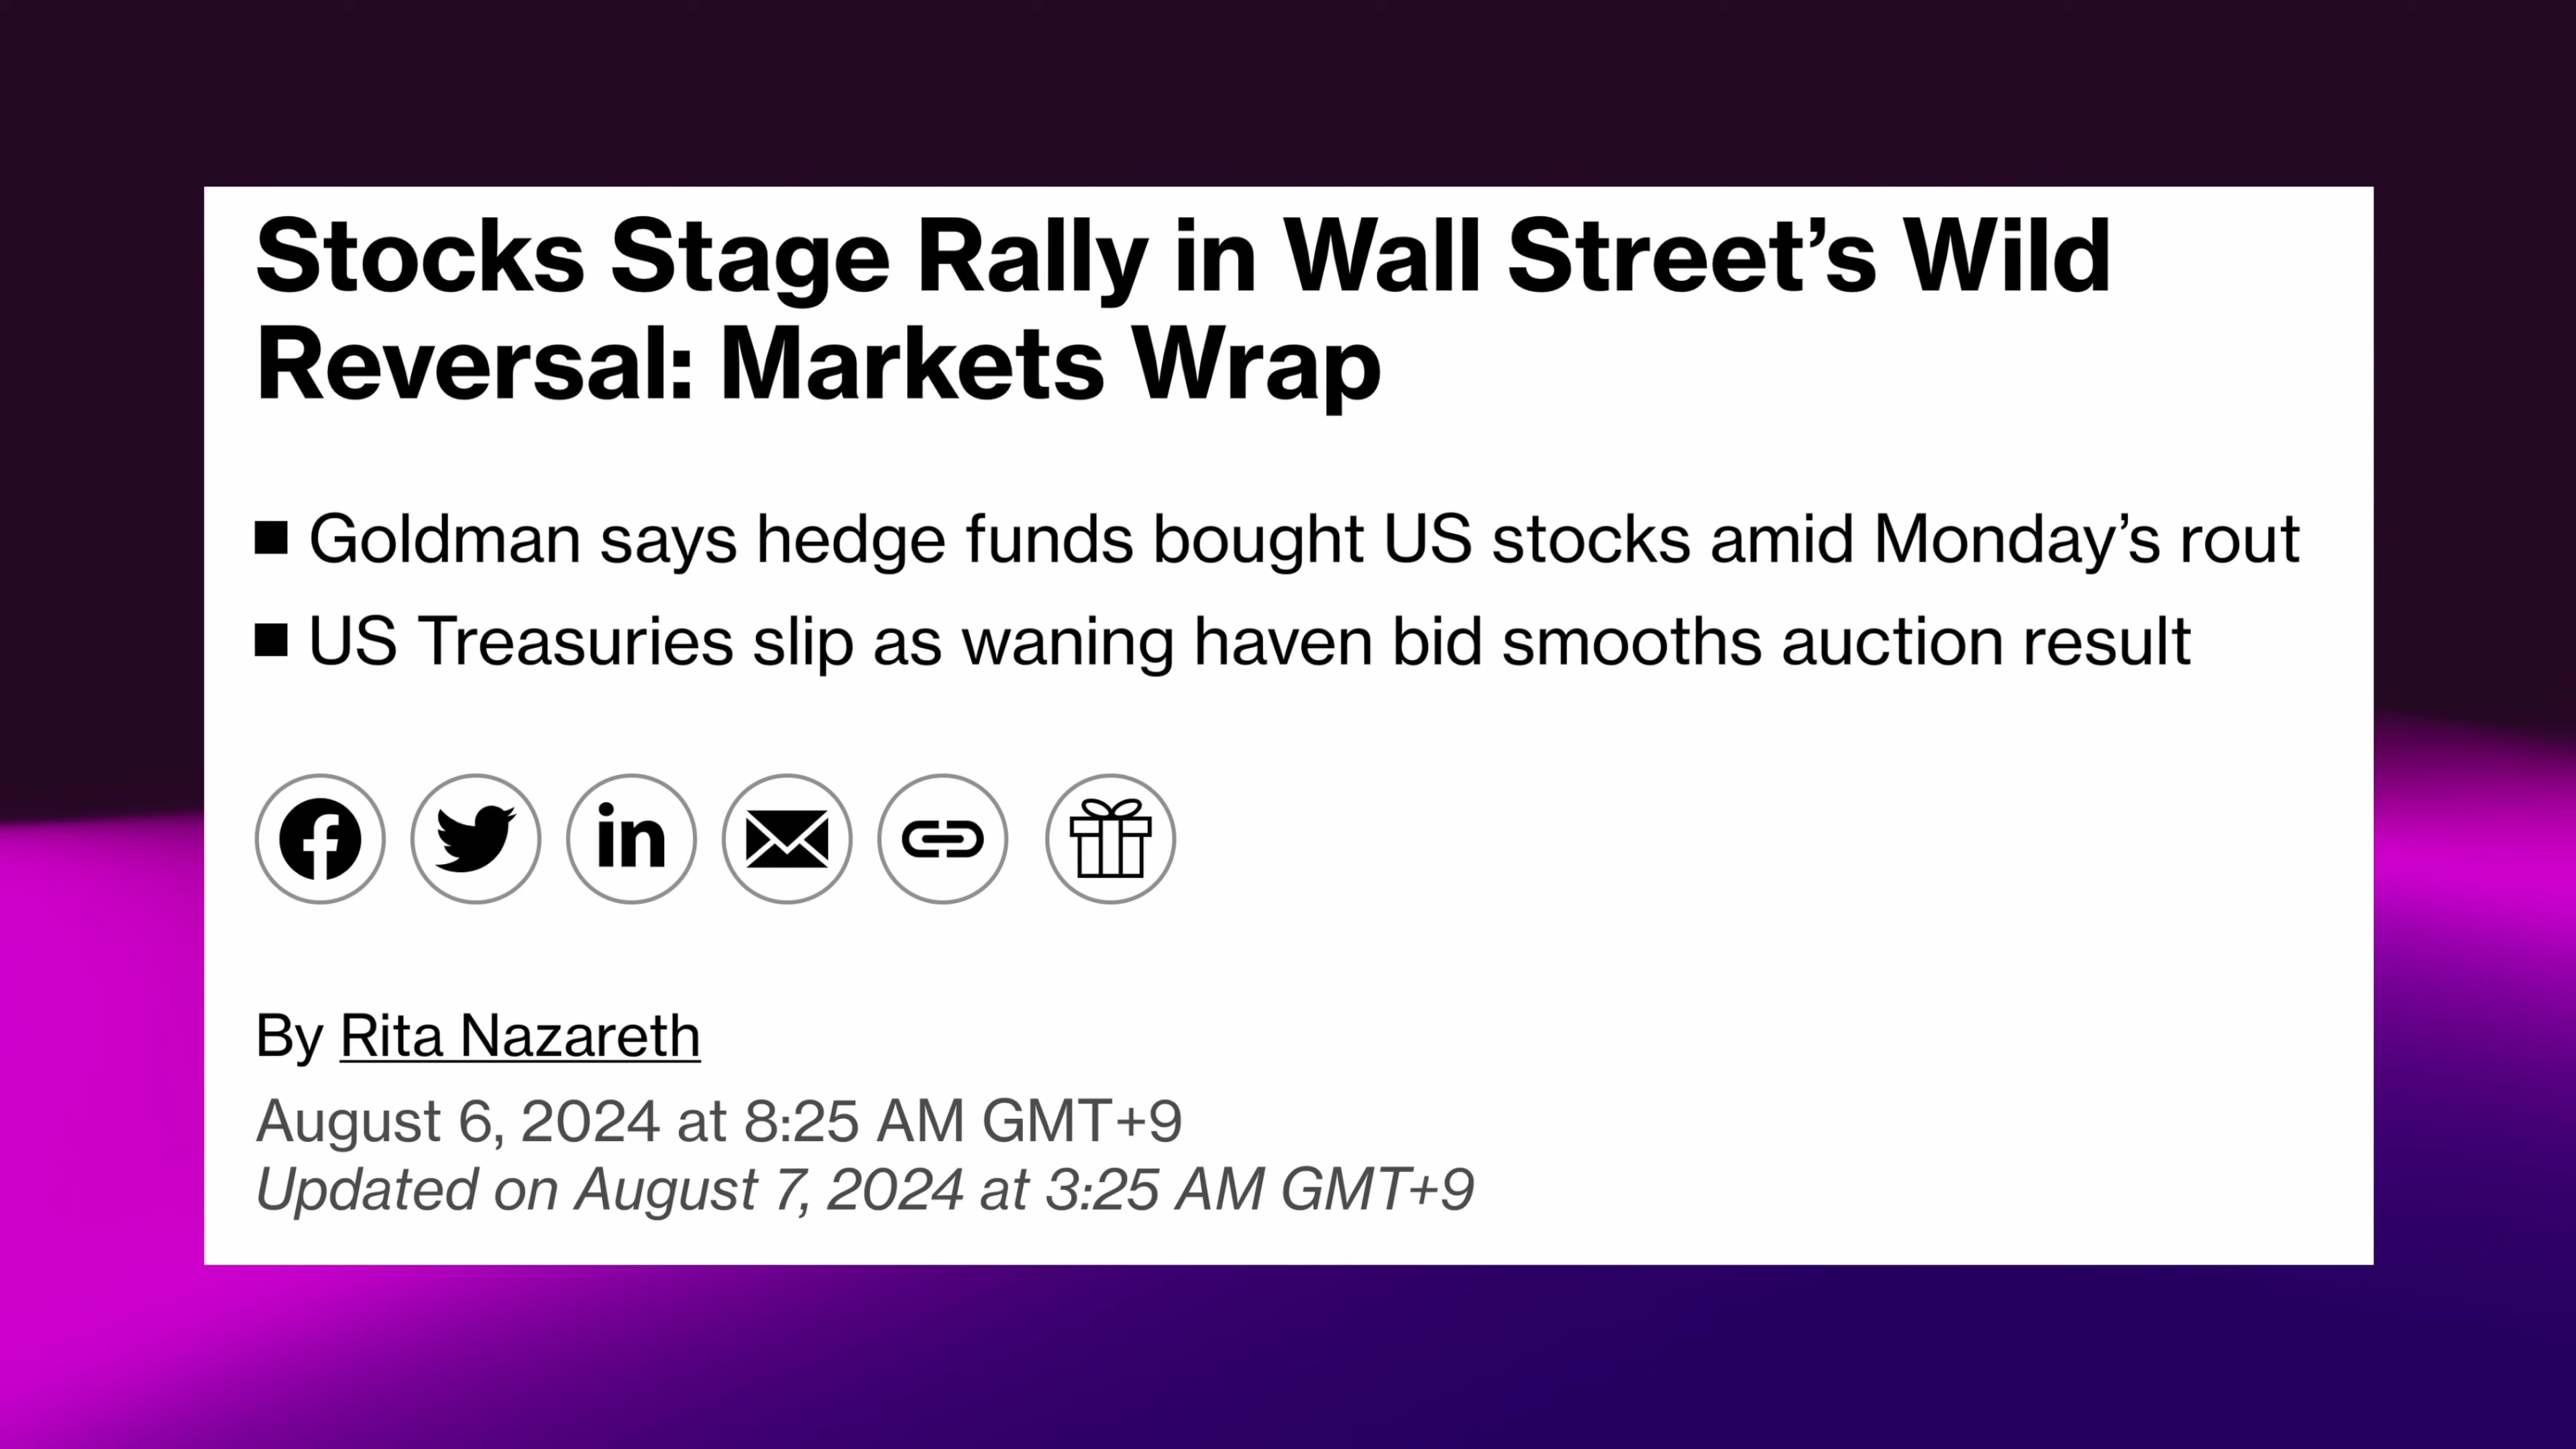 Stocks Stage Rally in Wall Street’s Wild
Reversal: Markets Wrap
Goldman says hedge funds bought US stocks amid Monday’s rout
US Treasuries slip as waning haven bid smooths auction result
By Rita Nazareth
August 6, 2024 at 8:25 AM GMT+9
Updated on August 7, 2024 at 3:25 AM GMT+9